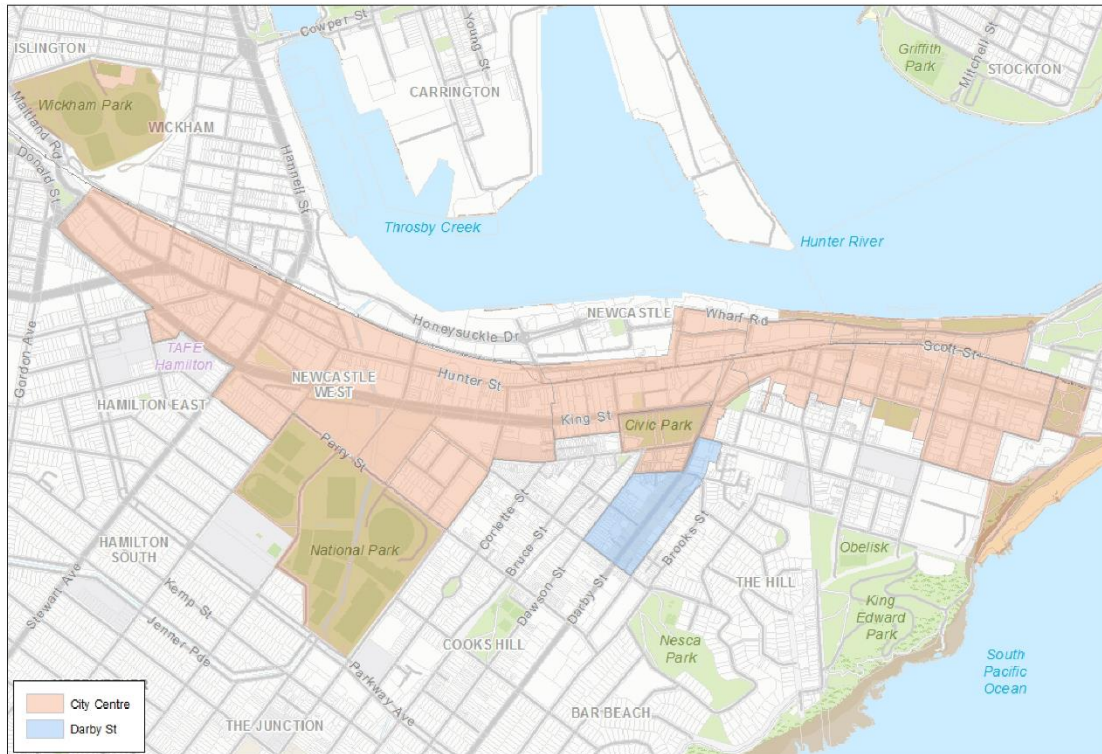 Cowper St
Young St
Griffith
Park
Mitchell St
STOCKTON
ISLINGTON
CARRINGTON
Wickham Park
Maitland Rd
WICKHAM
Donald St
Hannell St
Throsby Creek
Hunter River
Honeysuckle Dr
NEWCASTLE
Wharf Rd
Scott St
Gordon Ave
TAFE
Hamilton
NEWCASTLE
WEST
Hunter St
King St
Civic Park
HAMILTON EAST
Parry St
Corlette St
Bruce St
Dawson St
Darby St
Brooks St
National Park
HAMILTON
SOUTH
Stewart Ave
Kemp St
Jenner Pde
Parkway Ave
COOKS HILL
THE HILL
Obelisk
King
Edward
Park
Nesca
Park
South
Pacific
Ocean
BAR BEACH
THE JUNCTION
City Centre
Darby St